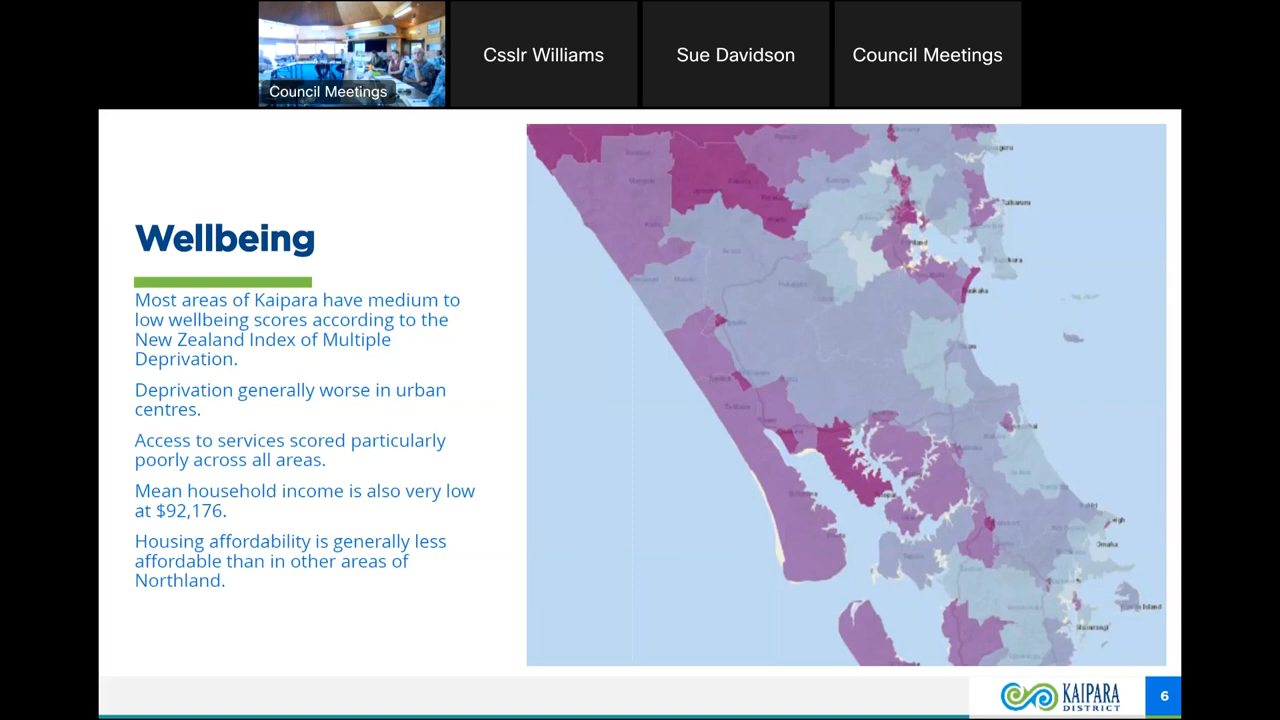 Csslr Williams
Sue Davidson
Council Meetings
Council Meetings
Wellbeing
Most areas of Kaipara have medium to
low wellbeing scores according to the
New Zealand Index of Multiple
Deprivation.
Deprivation generally worse in urban
centres.
Access to services scored particularly
poorly across all areas.
Mean household income is also very low
at $92,176.
Housing affordability is generally less
affordable than in other areas of
Northland.
Omaha
KAIPARA
DISTRICT
6